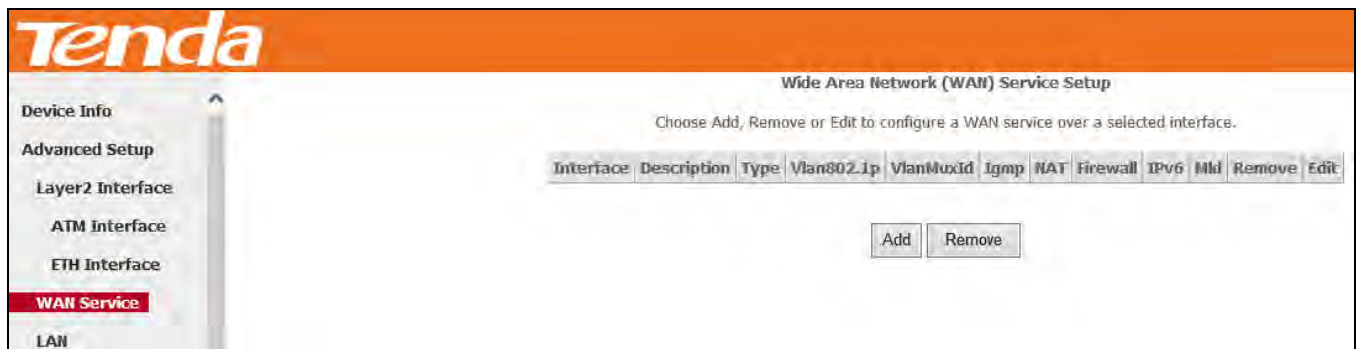 Tenda
Device Info
Advanced Setup
Layer2 Interface
ATM Interface
ETH Interface
WAN Service
LAN
Wide Area Network (WAN) Service Setup
Choose Add, Remove or Edit to configure a WAN service over a selected interface.
Interface Description Type Vlan802.1p VlanMuxId Igmp NAT Firewall IPv6 Mld Remove Edit
Add Remove